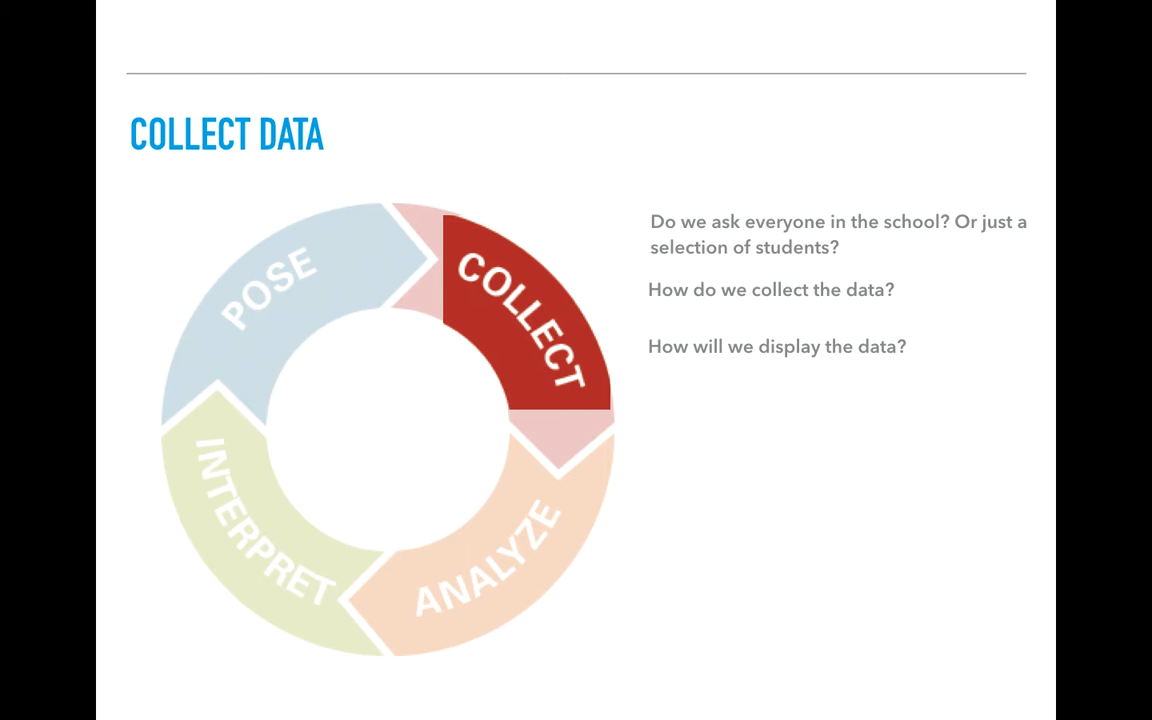 COLLECT DATA
POSE
COLLECT
INTERPRET
ANALYZE
Do we ask everyone in the school? Or just a
selection of students?
How do we collect the data?
How will we display the data?